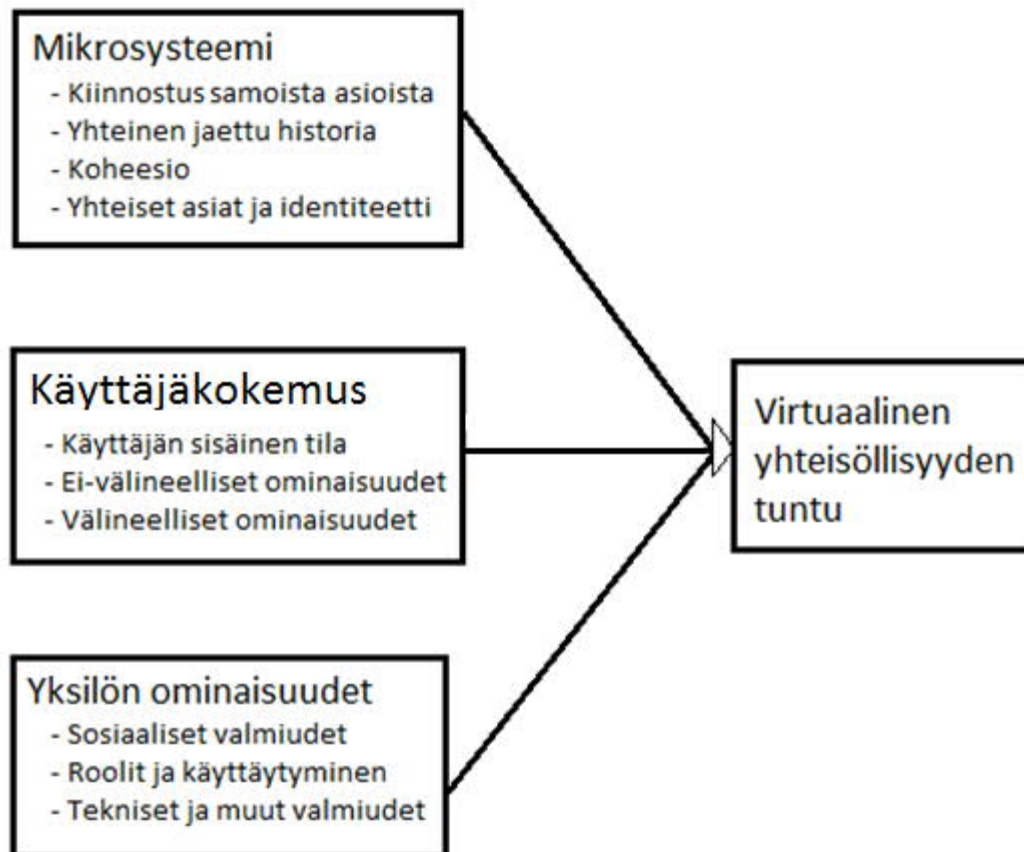 Mikrosysteemi
- Kiinnostus samoista asioista
- Yhteinen jaettu historia
- Koheesio
- Yhteiset asiat ja identiteetti
Käyttäjäkokemus
- Käyttäjän sisäinen tila
- Ei-välineelliset ominaisuudet
- Välineelliset ominaisuudet
Yksilön ominaisuudet
- Sosiaaliset valmiudet
- Roolit ja käyttäytyminen
- Tekniset ja muut valmiudet
Virtuaalinen
yhteisöllisyyden
tuntu